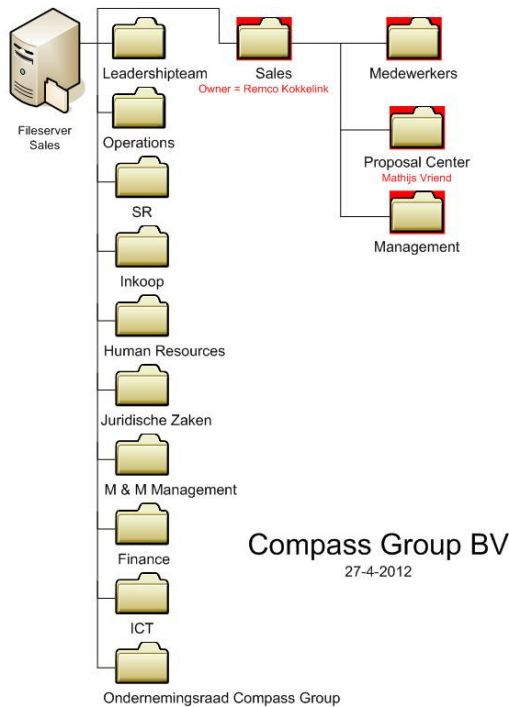 Fileserver
Sales
Leadershipteam
Operations
SR
Inkoop
Human Resources
Juridische Zaken
M & M Management
Finance
ICT
Ondernemingsraad Compass Group
Sales
Owner = Remco Kokkelink
Medewerkers
Proposal Center
Mathijs Vriend
Management
Compass Group BV
27-4-2012